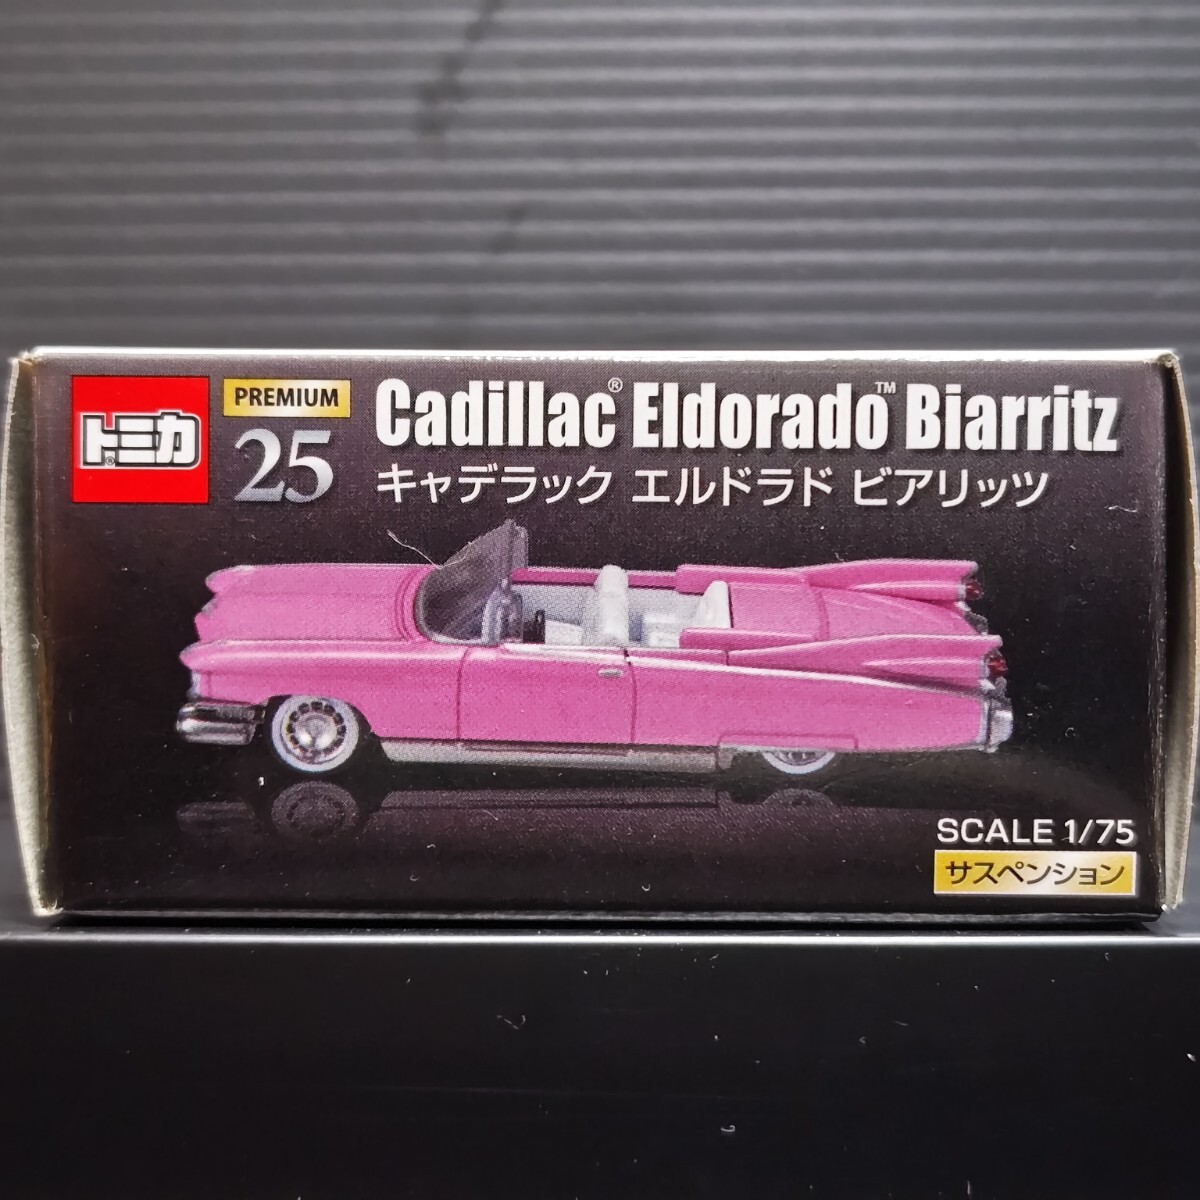 トミカ®
PREMIUM
25
Cadillac® Eldorado™ Biarritz
キャデラック エルドラド ビアリッツ
SCALE 1/75
サスペンション